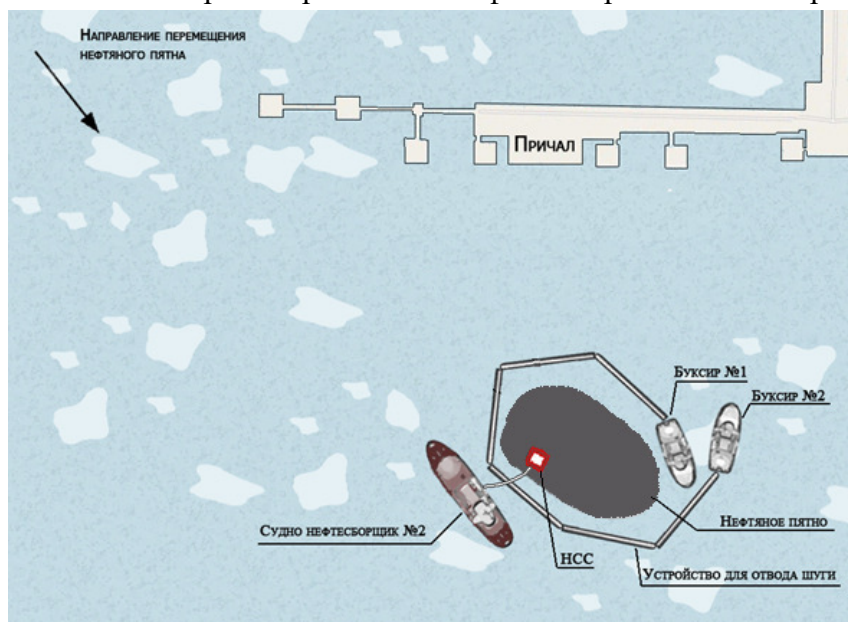 Направление перемещения
нефтяного пятна
Причал
Буксир №1
Буксир №2
Нефтяное пятно
Судно нефтесборщик №2
НСС
Устройство для отвода шуги